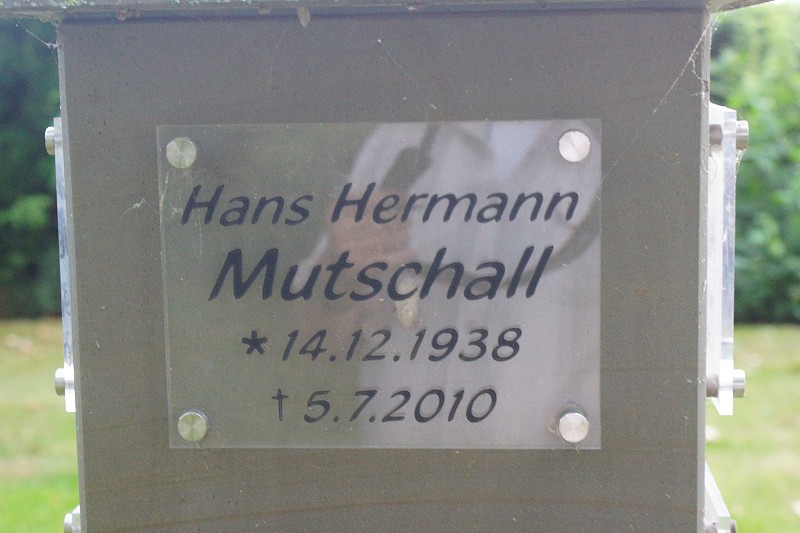 Hans Hermann
Mutschall
* 14.12.1938
† 5.7.2010